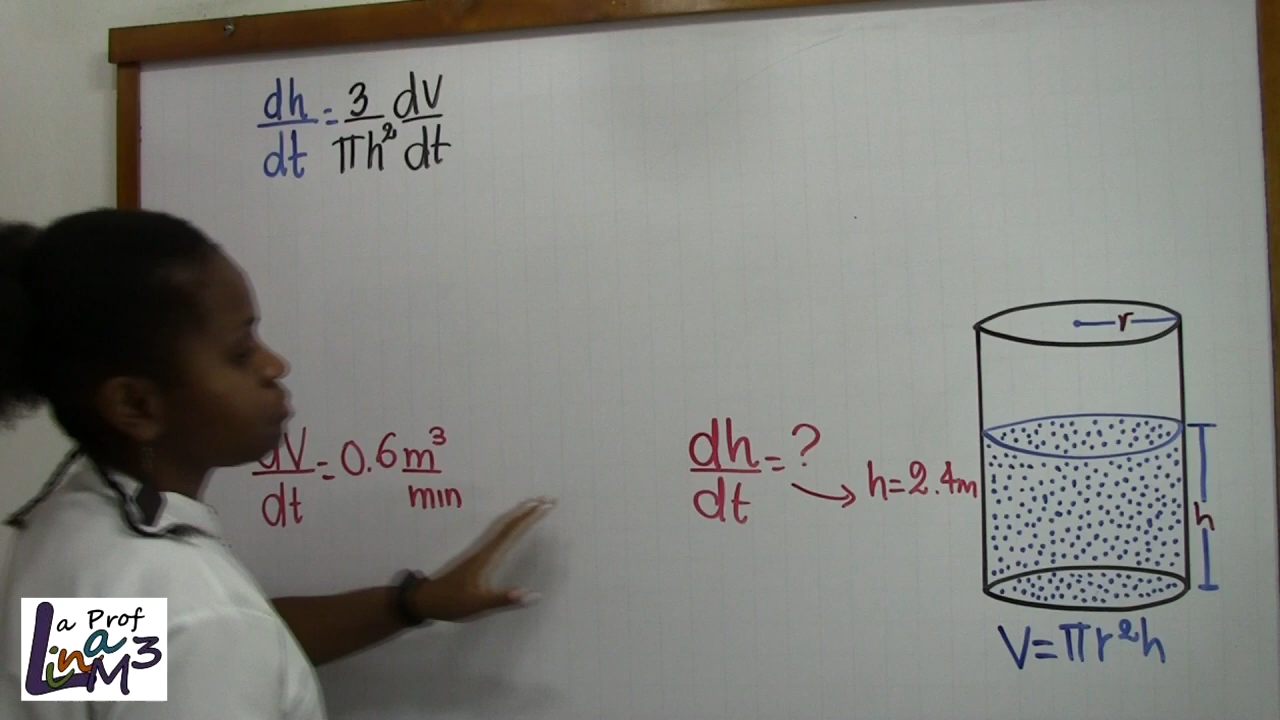 dh/dt = 3/πh² dV/dt
dV/dt = 0.6 m³/min
dh/dt = ? → h = 2.4m
r
h
V = πr²h
La Prof
Lina M3